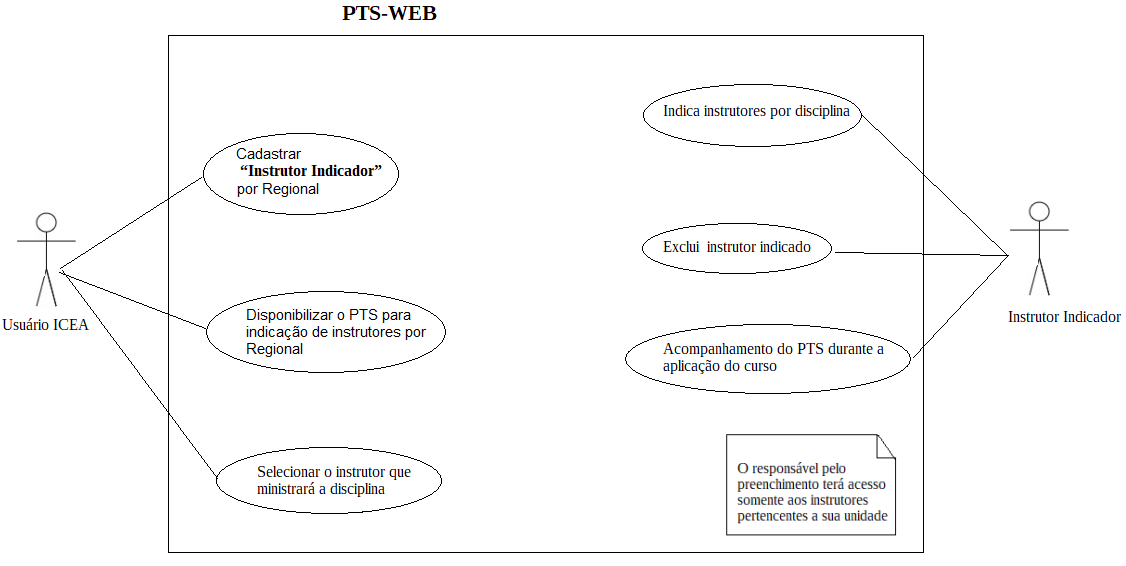 PTS-WEB
Cadastrar
“Instrutor Indicador”
por Regional
Disponibilizar o PTS para
indicação de instrutores por
Regional
Selecionar o instrutor que
ministrará a disciplina
Usuário ICEA
Indica instrutores por disciplina
Exclui instrutor indicado
Acompanhamento do PTS durante a
aplicação do curso
Instrutor Indicador
O responsável pelo
preenchimento terá acesso
somente aos instrutores
pertencentes a sua unidade